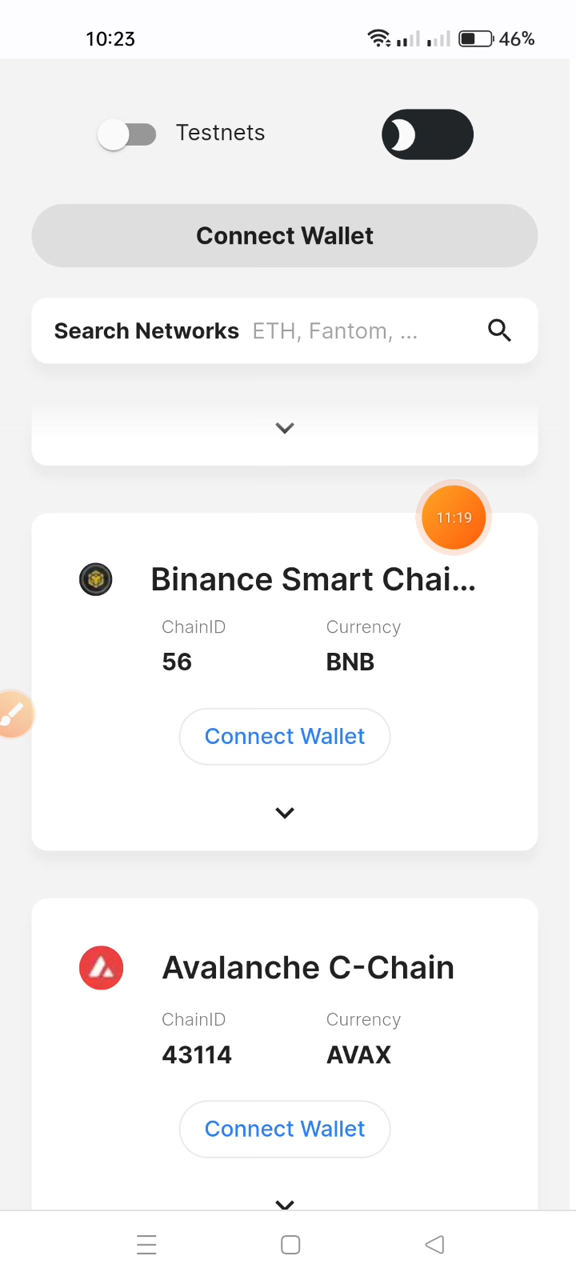 10:23 46%
Testnets
Connect Wallet
Search Networks ETH, Fantom, ...
11:19
Binance Smart Chai...
ChainID Currency
56 BNB
Connect Wallet
Avalanche C-Chain
ChainID Currency
43114 AVAX
Connect Wallet